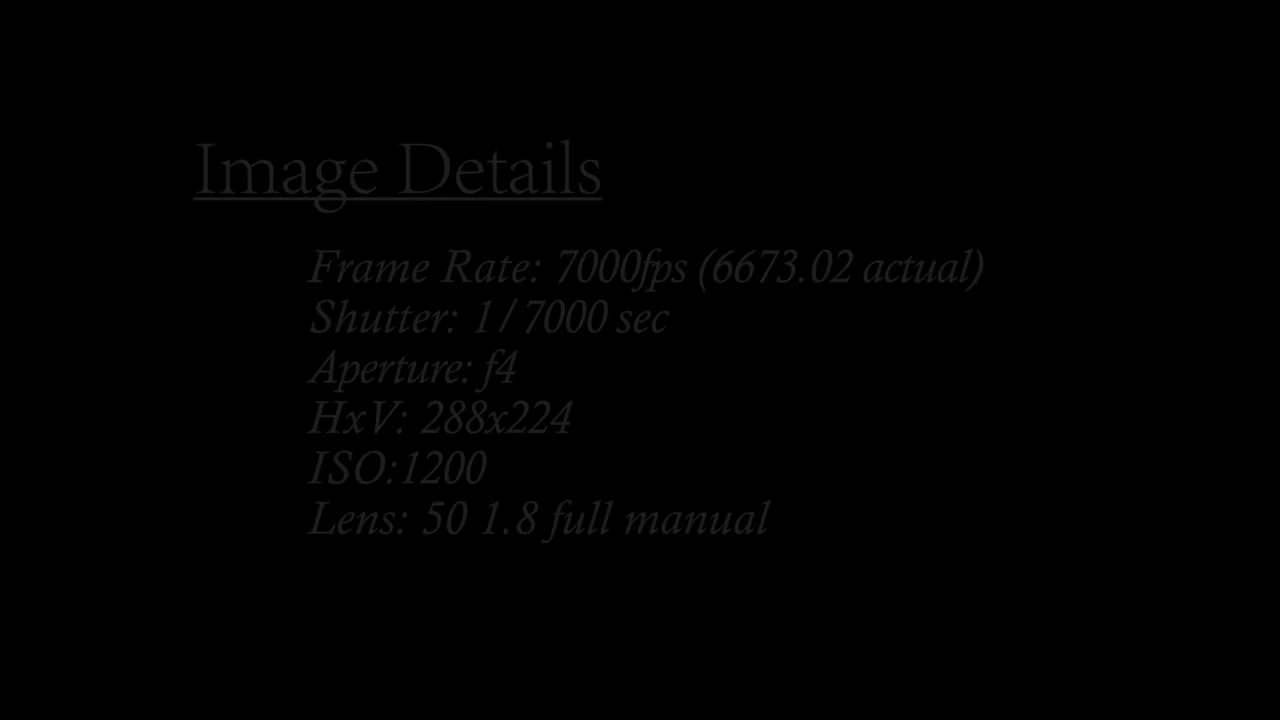 Image Details
Frame Rate: 7000fps (6673.02 actual)
Shutter: 1/7000 sec
Aperture: f4
HxV: 288x224
ISO:1200
Lens: 50 1.8 full manual